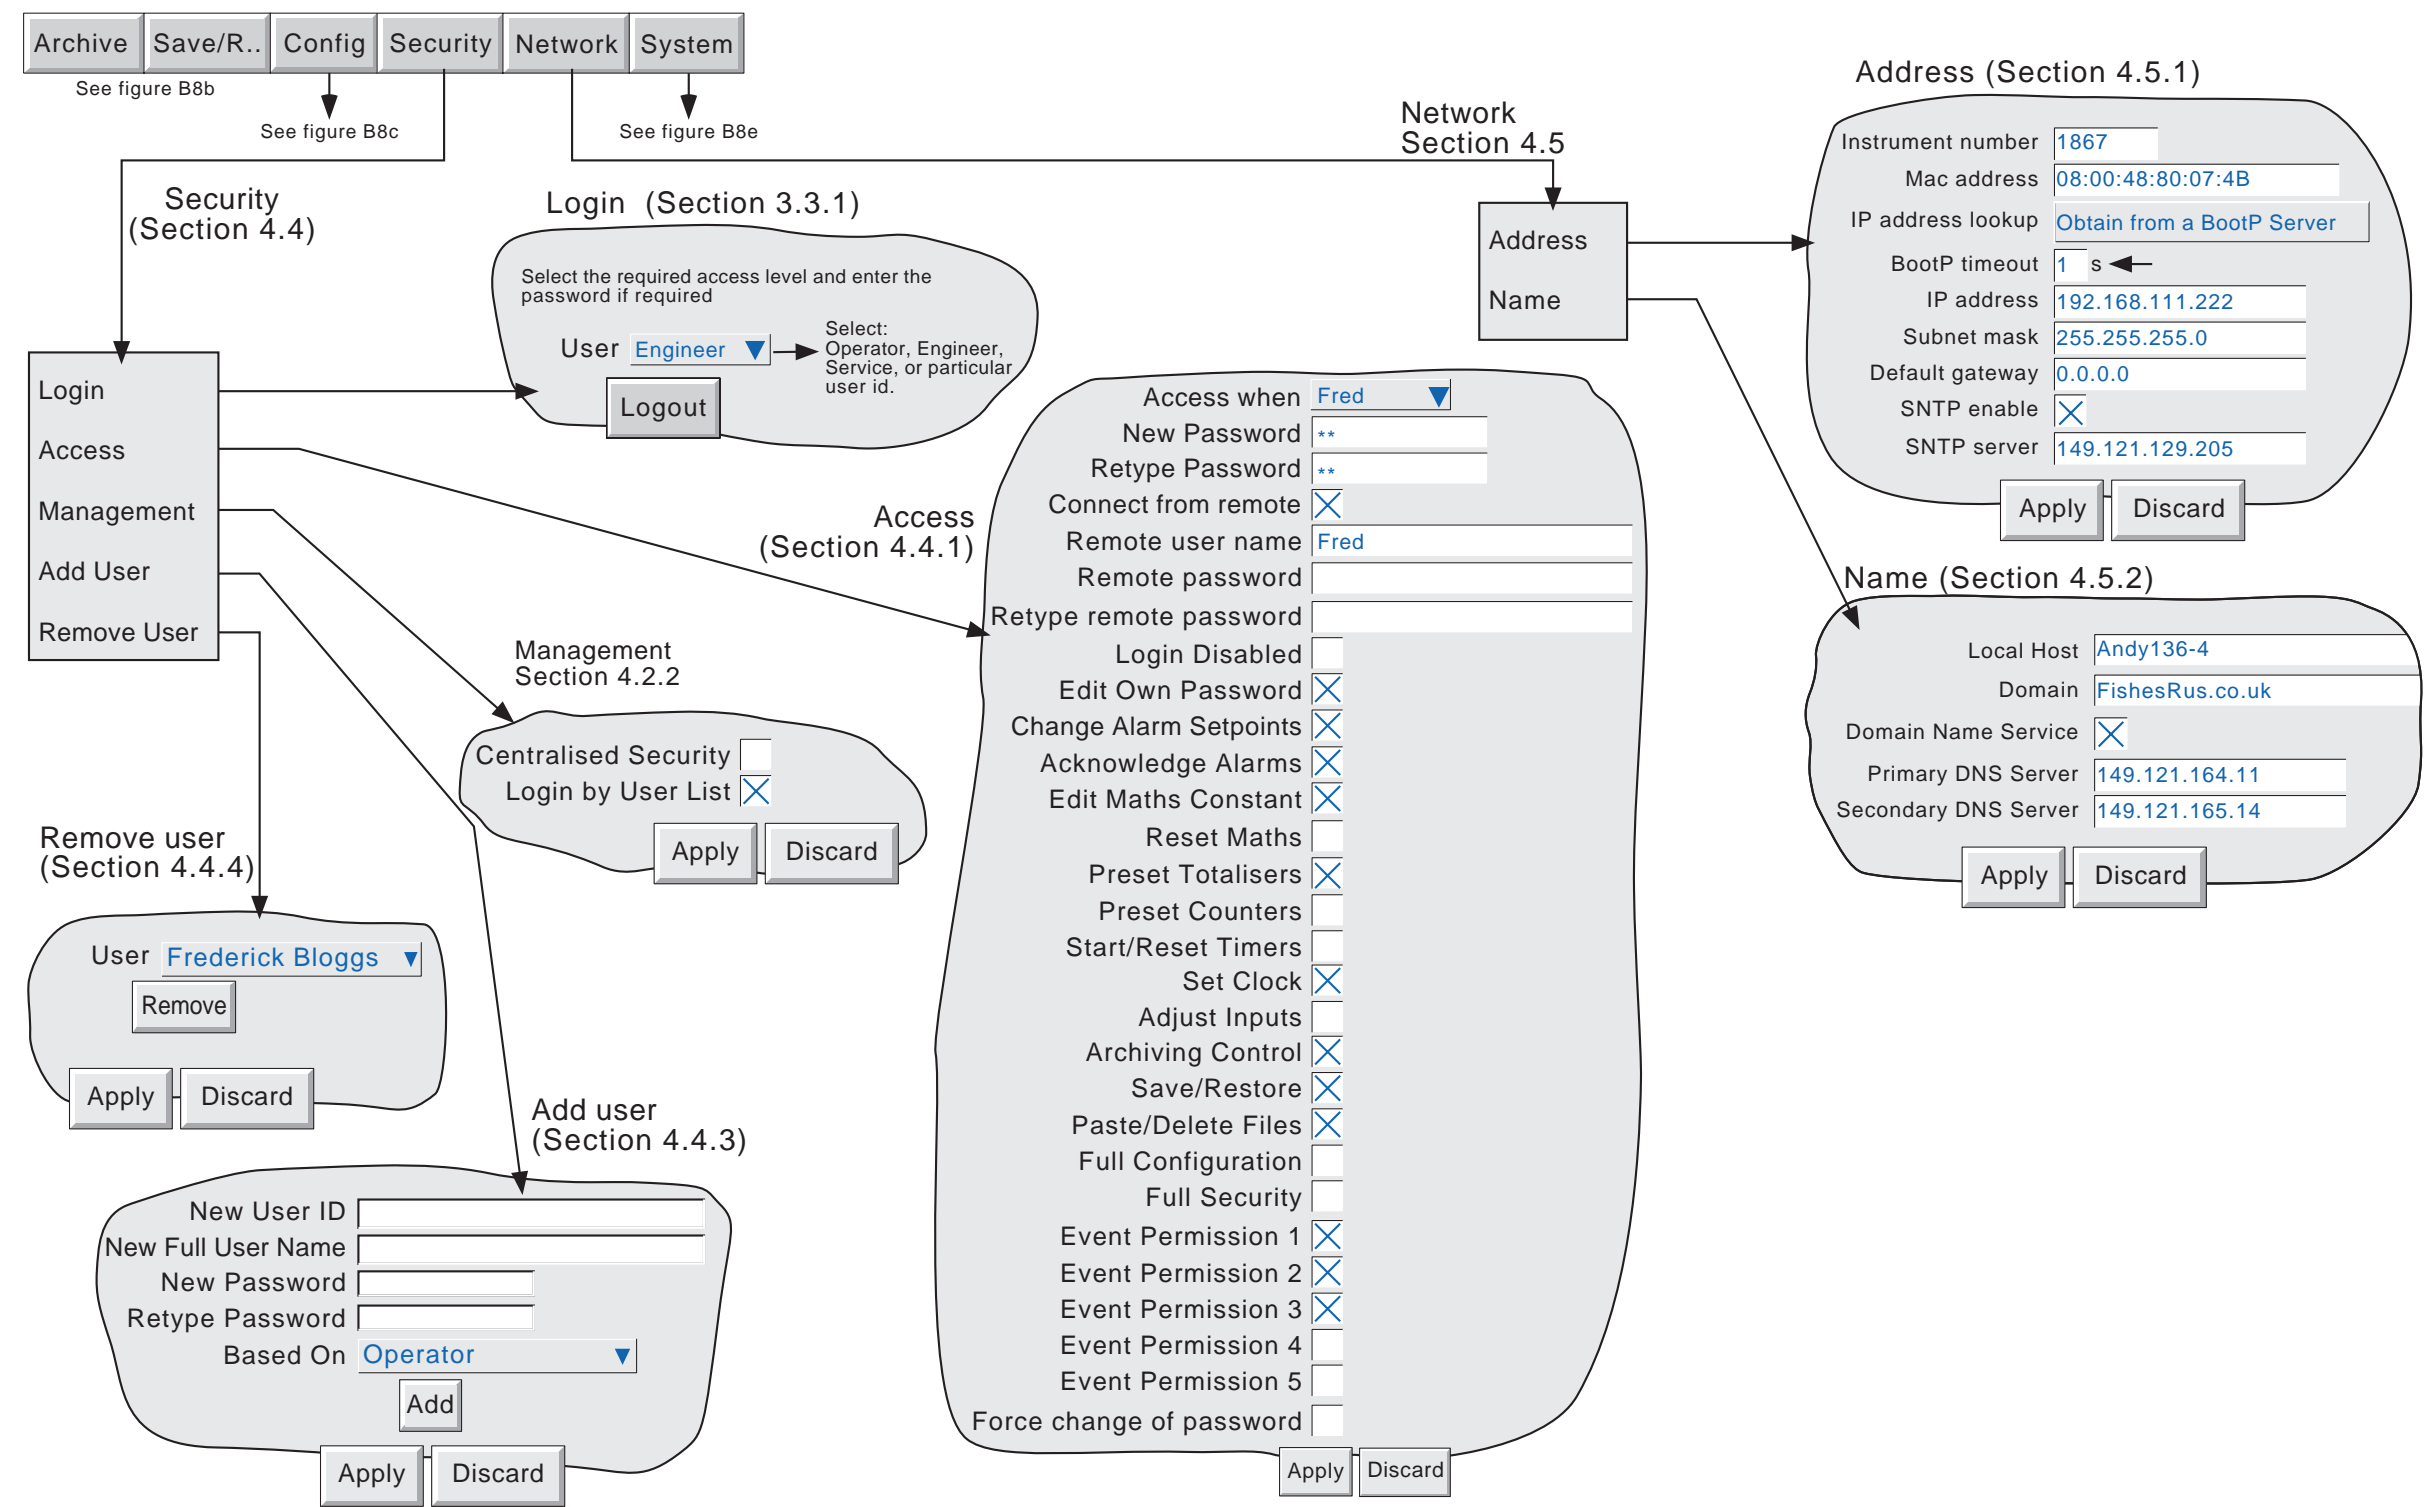 Archive Save/R.. Config Security Network System
See figure B8b
See figure B8c
See figure B8e
Security
(Section 4.4)
Login
Access
Management
Add User
Remove User
Login (Section 3.3.1)
Select the required access level and enter the
password if required
User Engineer
Select:
Operator, Engineer,
Service, or particular
user id.
Logout
Network
Section 4.5
Address
Name
Address (Section 4.5.1)
Instrument number 1867
Mac address 08:00:48:80:07:4B
IP address lookup Obtain from a BootP Server
BootP timeout 1 s
IP address 192.168.111.222
Subnet mask 255.255.255.0
Default gateway 0.0.0.0
SNTP enable
SNTP server 149.121.129.205
Apply Discard
Name (Section 4.5.2)
Local Host Andy136-4
Domain FishesRus.co.uk
Domain Name Service
Primary DNS Server 149.121.164.11
Secondary DNS Server 149.121.165.14
Apply Discard
Access
(Section 4.4.1)
Access when Fred
New Password **
Retype Password **
Connect from remote
Remote user name Fred
Remote password
Retype remote password
Login Disabled
Edit Own Password
Change Alarm Setpoints
Acknowledge Alarms
Edit Maths Constant
Reset Maths
Preset Totalisers
Preset Counters
Start/Reset Timers
Set Clock
Adjust Inputs
Archiving Control
Save/Restore
Paste/Delete Files
Full Configuration
Full Security
Event Permission 1
Event Permission 2
Event Permission 3
Event Permission 4
Event Permission 5
Force change of password
Apply Discard
Management
Section 4.2.2
Centralised Security
Login by User List
Apply Discard
Remove user
(Section 4.4.4)
User Frederick Bloggs
Remove
Apply Discard
Add user
(Section 4.4.3)
New User ID
New Full User Name
New Password
Retype Password
Based On Operator
Add
Apply Discard